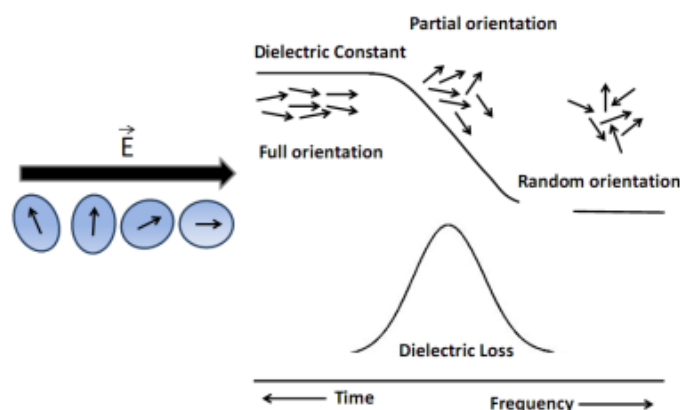 Partial orientation
Dielectric Constant
E
Full orientation
Random orientation
Dielectric Loss
Time
Frequency